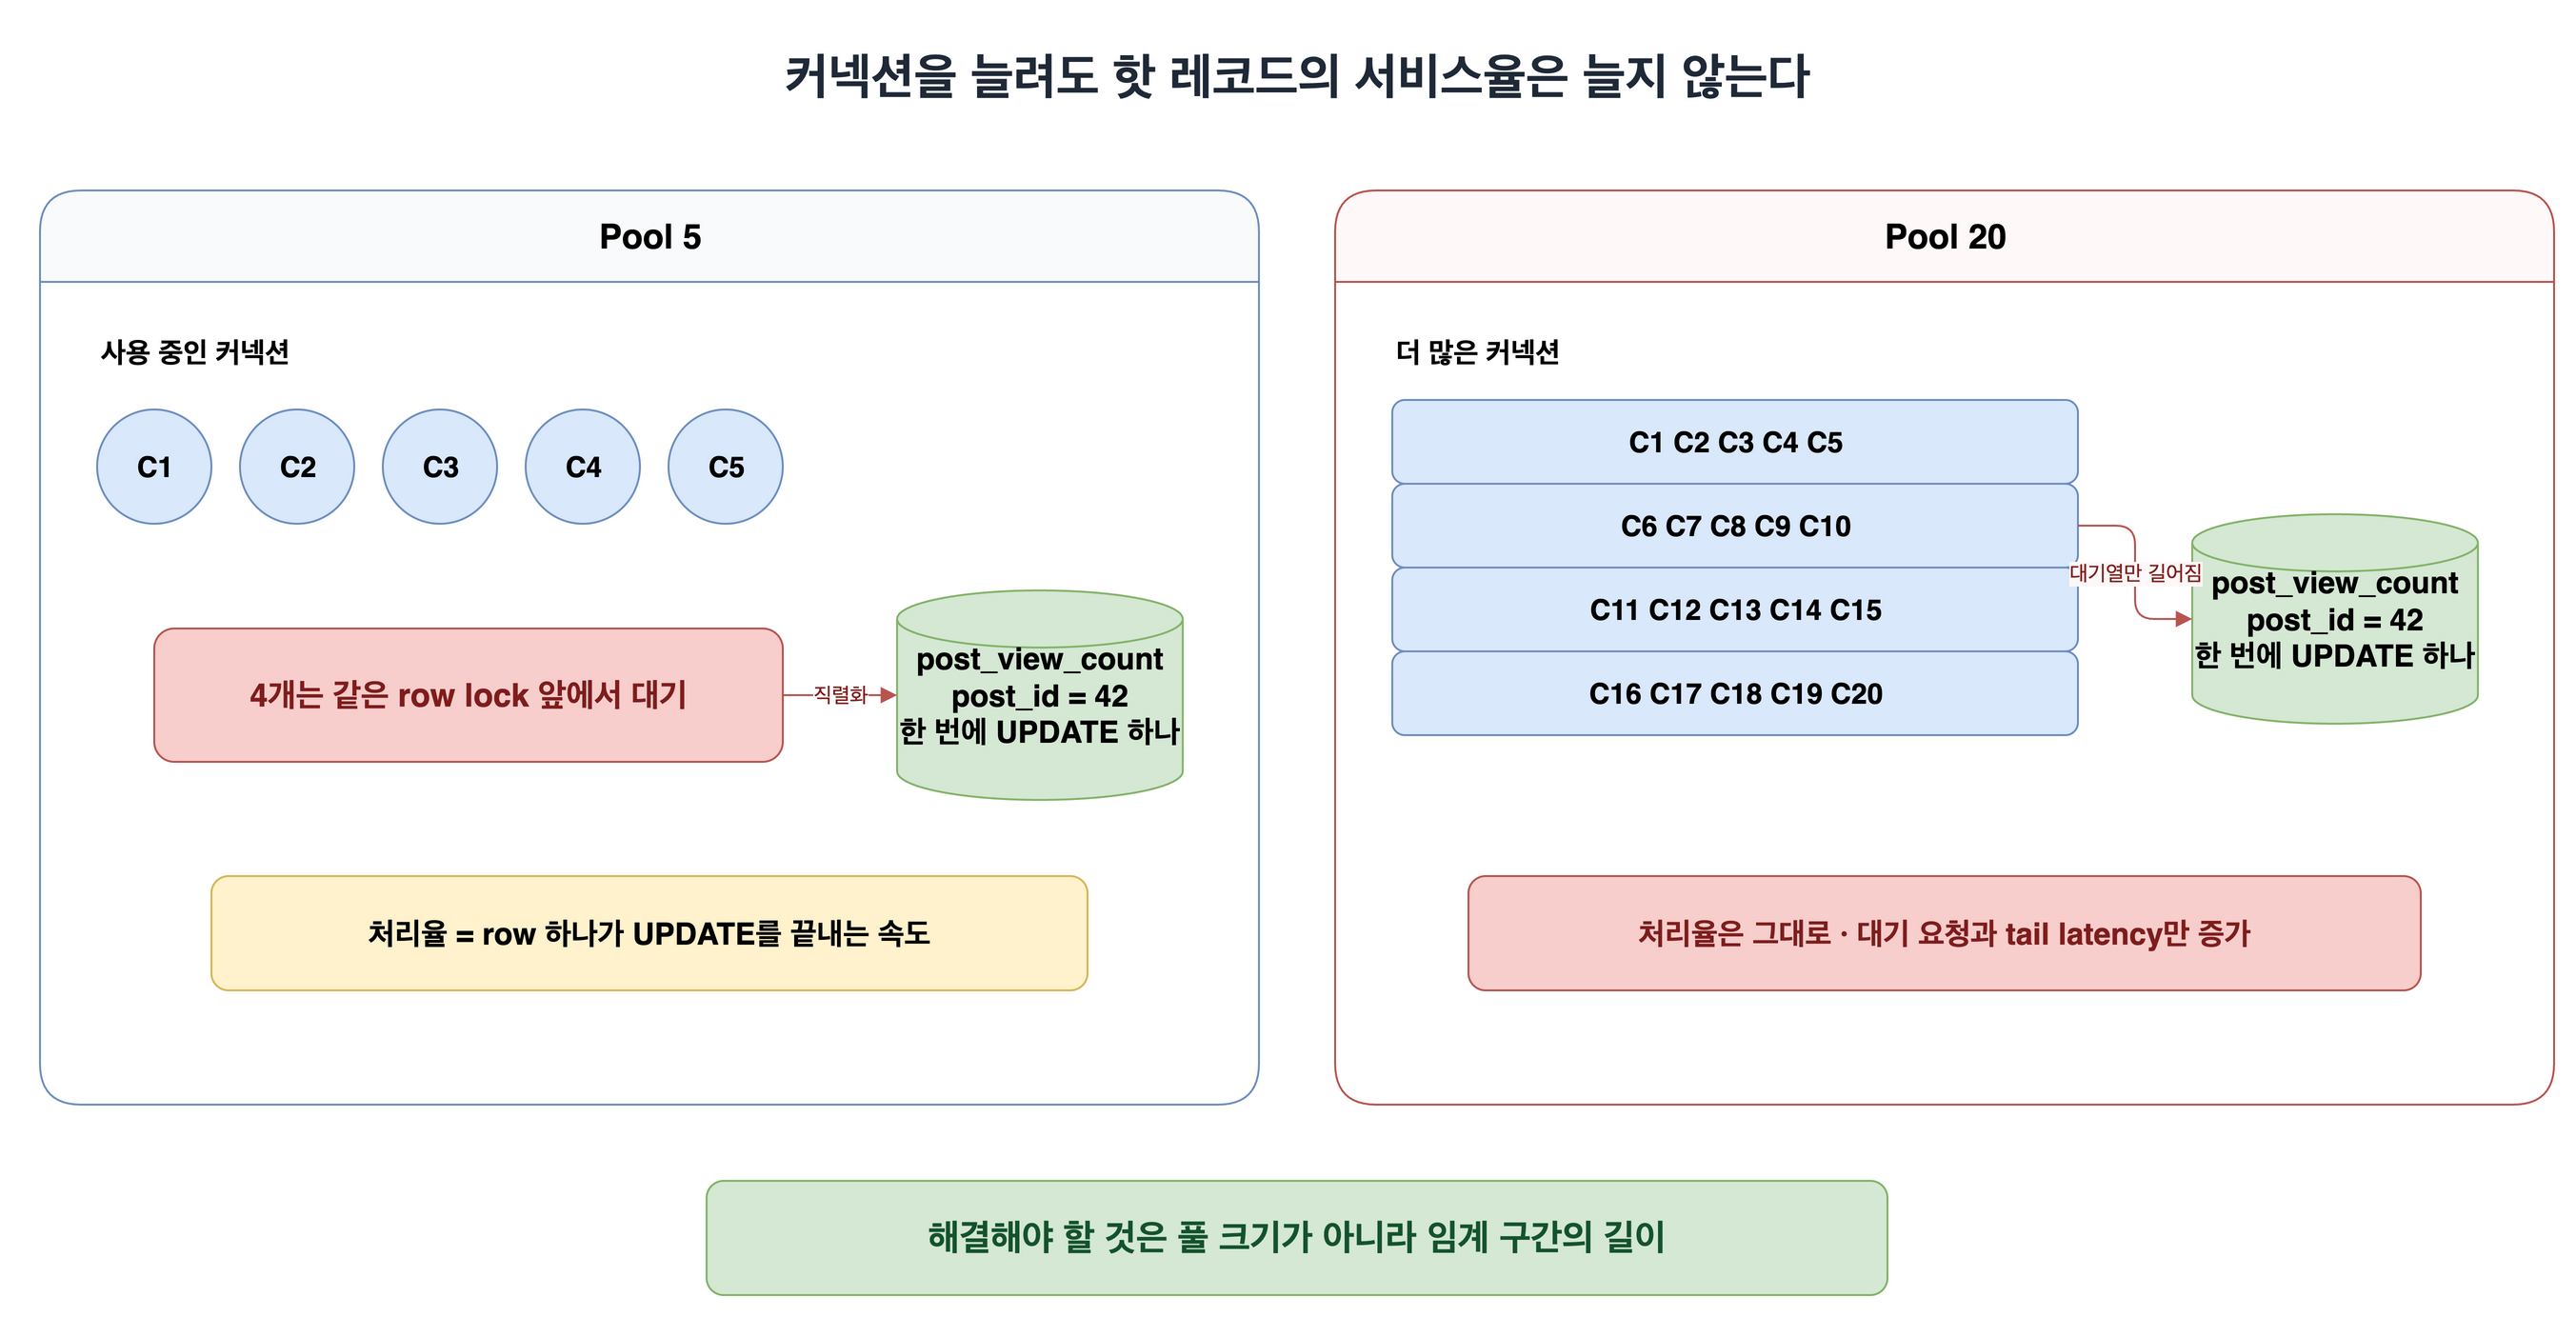 커넥션을 늘려도 핫 레코드의 서비스율은 늘지 않는다
Pool 5
사용 중인 커넥션
C1
C2
C3
C4
C5
4개는 같은 row lock 앞에서 대기
직렬화
post_view_count
post_id = 42
한 번에 UPDATE 하나
처리율 = row 하나가 UPDATE를 끝내는 속도
Pool 20
더 많은 커넥션
C1 C2 C3 C4 C5
C6 C7 C8 C9 C10
C11 C12 C13 C14 C15
C16 C17 C18 C19 C20
대기열만 길어짐
post_view_count
post_id = 42
한 번에 UPDATE 하나
처리율은 그대로 · 대기 요청과 tail latency만 증가
해결해야 할 것은 풀 크기가 아니라 임계 구간의 길이